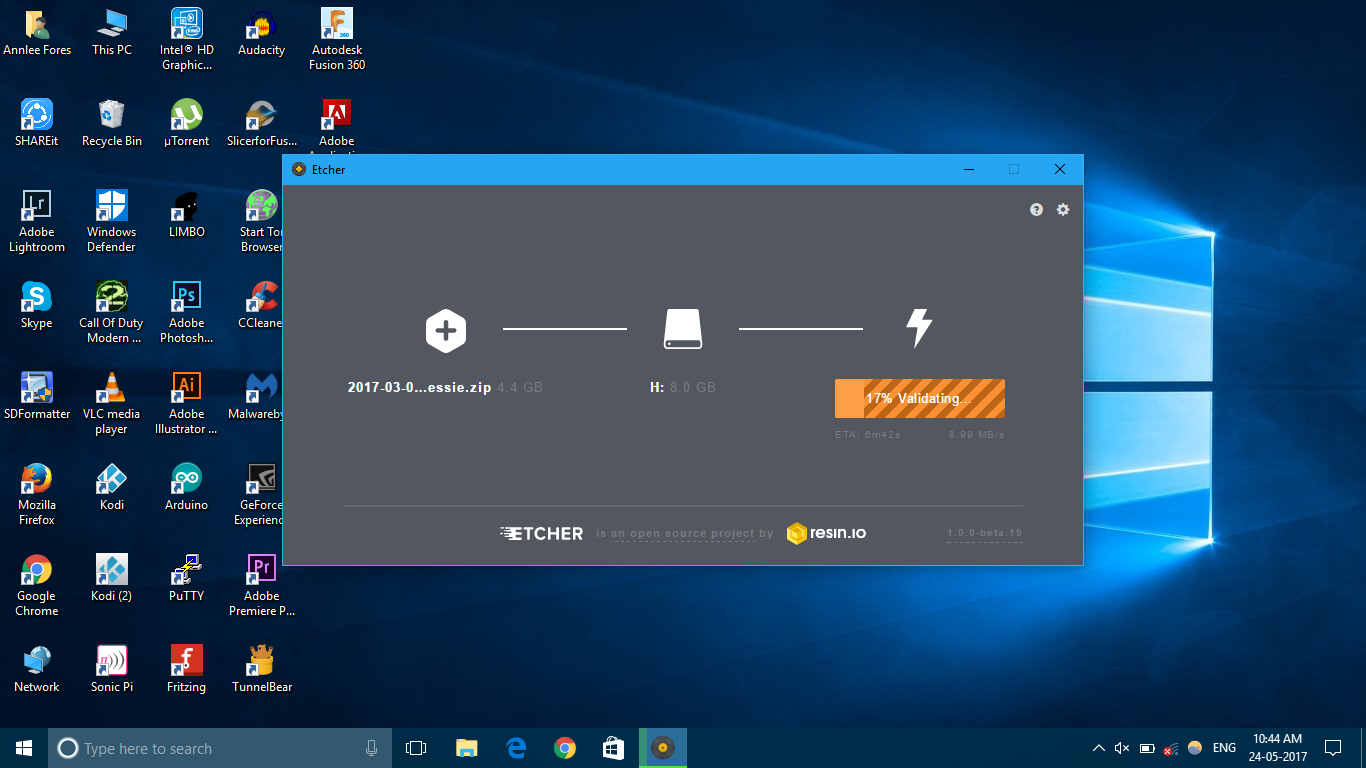 Annlee Fores
This PC
Intel® HD
Graphic...
Audacity
Autodesk
Fusion 360
SHAREit
Recycle Bin
µTorrent
SlicerforFus...
Adobe
Adobe
Lightroom
Windows
Defender
LIMBO
Start Tor
Browser
Skype
Call Of Duty
Modern ...
Adobe
Photosh...
CCleane
SDFormatter
VLC media
player
Adobe
Illustrator ...
Malwareby
Mozilla
Firefox
Kodi
Arduino
GeForce
Experienc
Google
Chrome
Kodi (2)
PuTTY
Adobe
Premiere P...
Network
Sonic Pi
Fritzing
TunnelBear
Etcher
2017-03-0...essie.zip 4.4 GB
H: 8.0 GB
17% Validating...
ETA: 6m42s 8.99 MB/s
ETCHER is an open source project by resin.io 1.0.0-beta.19
Type here to search
ENG
10:44 AM
24-05-2017